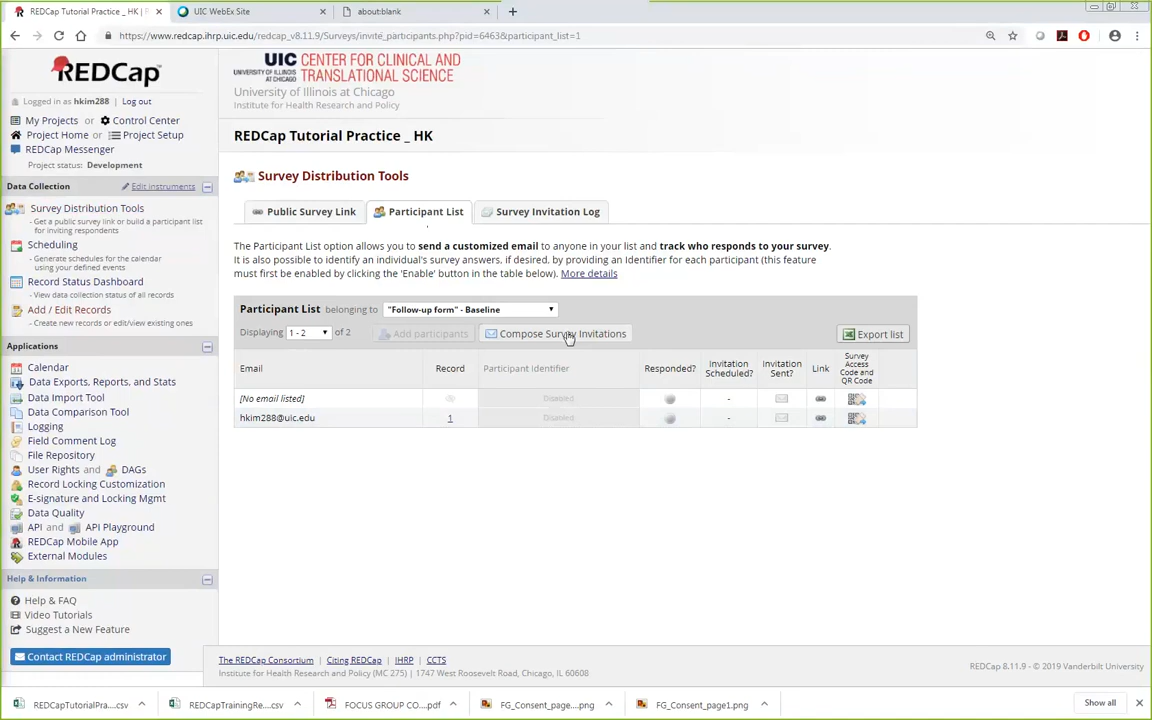 REDCap Tutorial Practice _ HK | R
UIC WebEx Site
about:blank
https://www.redcap.ihrp.uic.edu/redcap_v8.11.9/Surveys/invite_participants.php?pid=6463&participant_list=1
REDCap
Logged in as hkim288 | Log out
My Projects or Control Center
Project Home or Project Setup
REDCap Messenger
Project status: Development
Data Collection
Edit instruments
Survey Distribution Tools
- Get a public survey link or build a participant list for inviting respondents
Scheduling
- Generate schedules for the calendar using your defined events
Record Status Dashboard
- View data collection status of all records
Add / Edit Records
- Create new records or edit/view existing ones
Applications
Calendar
Data Exports, Reports, and Stats
Data Import Tool
Data Comparison Tool
Logging
Field Comment Log
File Repository
User Rights and DAGs
Record Locking Customization
E-signature and Locking Mgmt
Data Quality
API and API Playground
REDCap Mobile App
External Modules
Help & Information
Help & FAQ
Video Tutorials
Suggest a New Feature
Contact REDCap administrator
UIC CENTER FOR CLINICAL AND
UNIVERSITY OF ILLINOIS AT CHICAGO TRANSLATIONAL SCIENCE
University of Illinois at Chicago
Institute for Health Research and Policy
REDCap Tutorial Practice _ HK
Survey Distribution Tools
Public Survey Link
Participant List
Survey Invitation Log
The Participant List option allows you to send a customized email to anyone in your list and track who responds to your survey.
It is also possible to identify an individual's survey answers, if desired, by providing an Identifier for each participant (this feature
must first be enabled by clicking the 'Enable' button in the table below). More details
Participant List belonging to "Follow-up form" - Baseline
Displaying 1 - 2 of 2
Add participants
Compose Survey Invitations
Export list
Email Record Participant Identifier Responded? Invitation Scheduled? Invitation Sent? Link Survey Access Code and QR Code
[No email listed] Disabled -
hkim288@uic.edu 1 Disabled -
The REDCap Consortium | Citing REDCap | IHRP | CCTS
Institute for Health Research and Policy (MC 275) | 1747 West Roosevelt Road, Chicago, IL 60608
REDCap 8.11.9 - © 2019 Vanderbilt University
REDCapTutorialPra....csv
REDCapTrainingRe....csv
FOCUS GROUP CO....pdf
FG_Consent_page....png
FG_Consent_page1.png
Show all